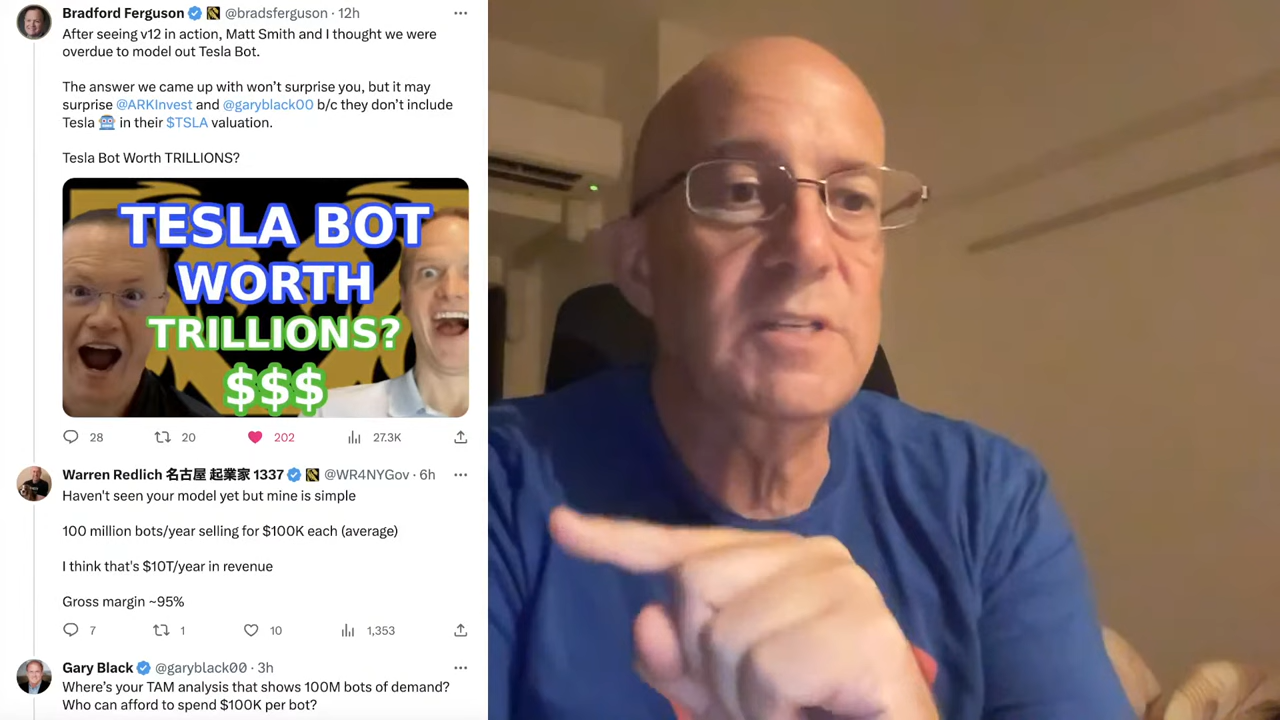 Bradford Ferguson @bradsferguson · 12h
After seeing v12 in action, Matt Smith and I thought we were
overdue to model out Tesla Bot.
The answer we came up with won't surprise you, but it may
surprise @ARKInvest and @garyblack00 b/c they don't include
Tesla 🤖 in their $TSLA valuation.
Tesla Bot Worth TRILLIONS?
TESLA BOT
WORTH
TRILLIONS?
$$$
28 20 202 27.3K
Warren Redlich 名古屋 起業家 1337 @WR4NYGov · 6h
Haven't seen your model yet but mine is simple
100 million bots/year selling for $100K each (average)
I think that's $10T/year in revenue
Gross margin ~95%
7 1 10 1,353
Gary Black @garyblack00 · 3h
Where's your TAM analysis that shows 100M bots of demand?
Who can afford to spend $100K per bot?